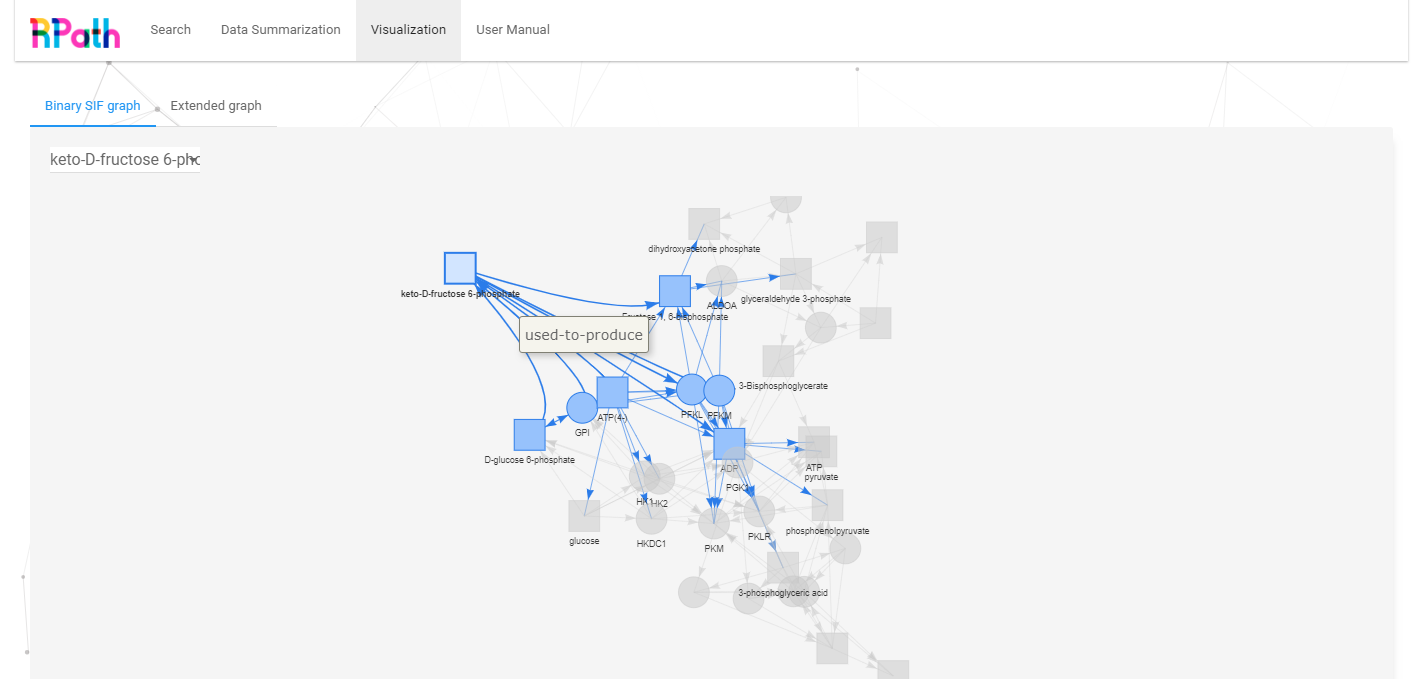 RPath
Search
Data Summarization
Visualization
User Manual
Binary SIF graph
Extended graph
keto-D-fructose 6-pho
dihydroxyacetone phosphate
keto-D-fructose 6-phosphate
glyceraldehyde 3-phosphate
ALDOA
Fructose 1, 6-Bisphosphate
used-to-produce
3-Bisphosphoglycerate
ATP(4-)
PFKL
PFKM
GPI
D-glucose 6-phosphate
ADP
ATP
pyruvate
PGK1
HK1
HK2
phosphoenolpyruvate
glucose
HKDC1
PKM
PKLR
3-phosphoglyceric acid